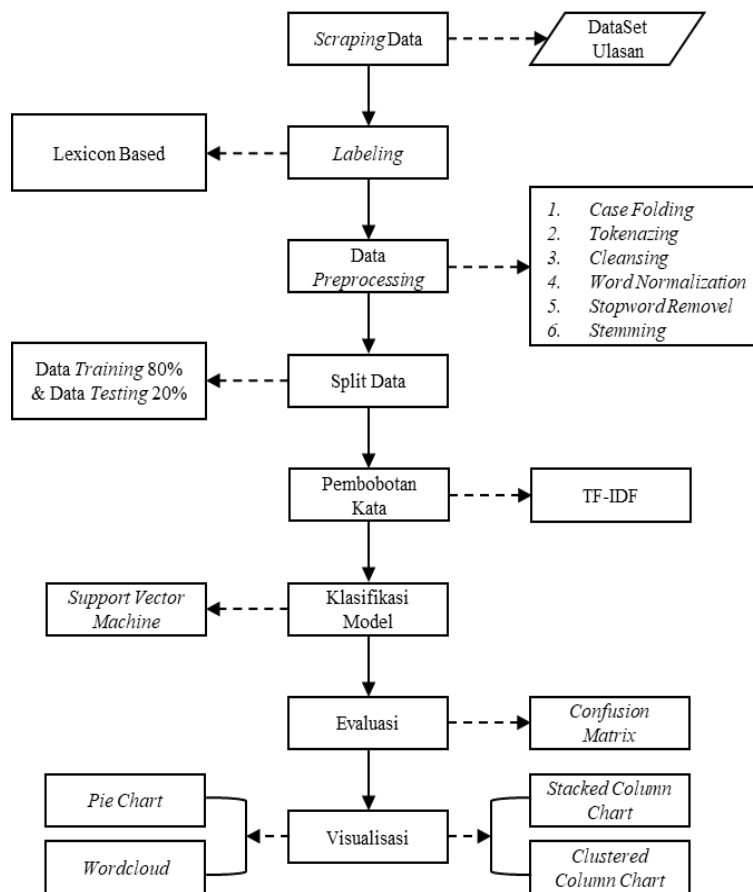 Scraping Data
DataSet
Ulasan
Lexicon Based
Labeling
Data
Preprocessing
1. Case Folding
2. Tokenazing
3. Cleansing
4. Word Normalization
5. Stopword Removel
6. Stemming
Data Training 80%
& Data Testing 20%
Split Data
Pembobotan
Kata
TF-IDF
Support Vector
Machine
Klasifikasi
Model
Evaluasi
Confusion
Matrix
Pie Chart
Wordcloud
Visualisasi
Stacked Column
Chart
Clustered
Column Chart